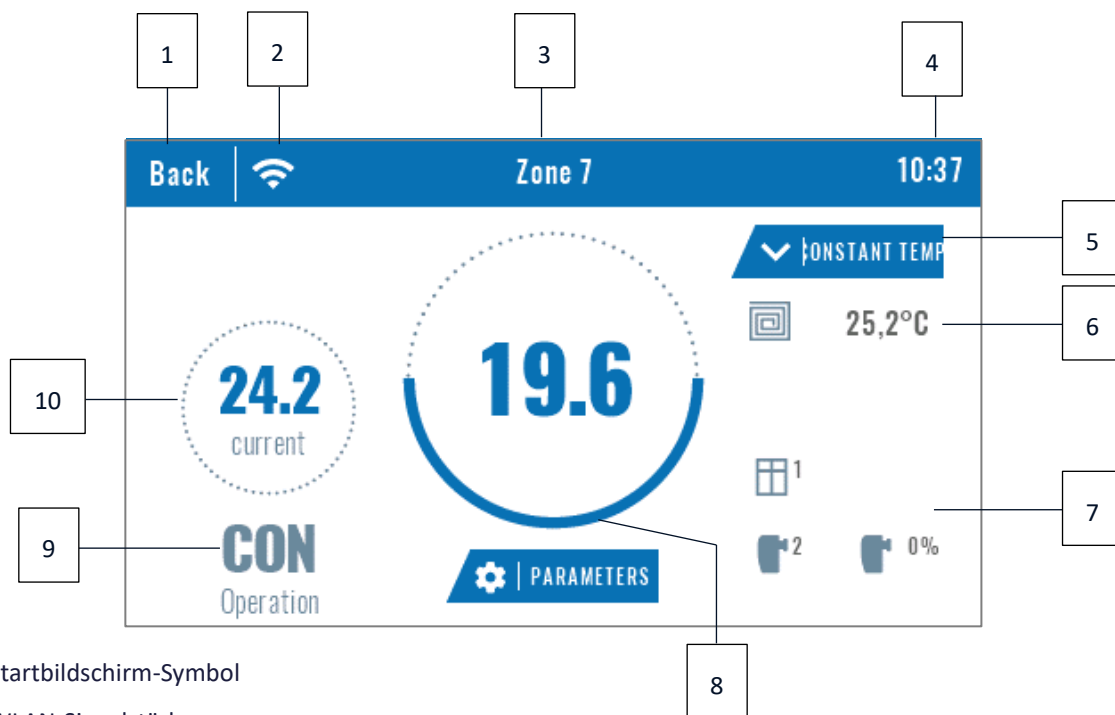 1
2
3
4
Back
Zone 7
10:37
5
CONSTANT TEMP
25,2°C
6
19.6
10
24.2
current
1
7
9
CON
Operation
2
0%
PARAMETERS
tartbildschirm-Symbol
8